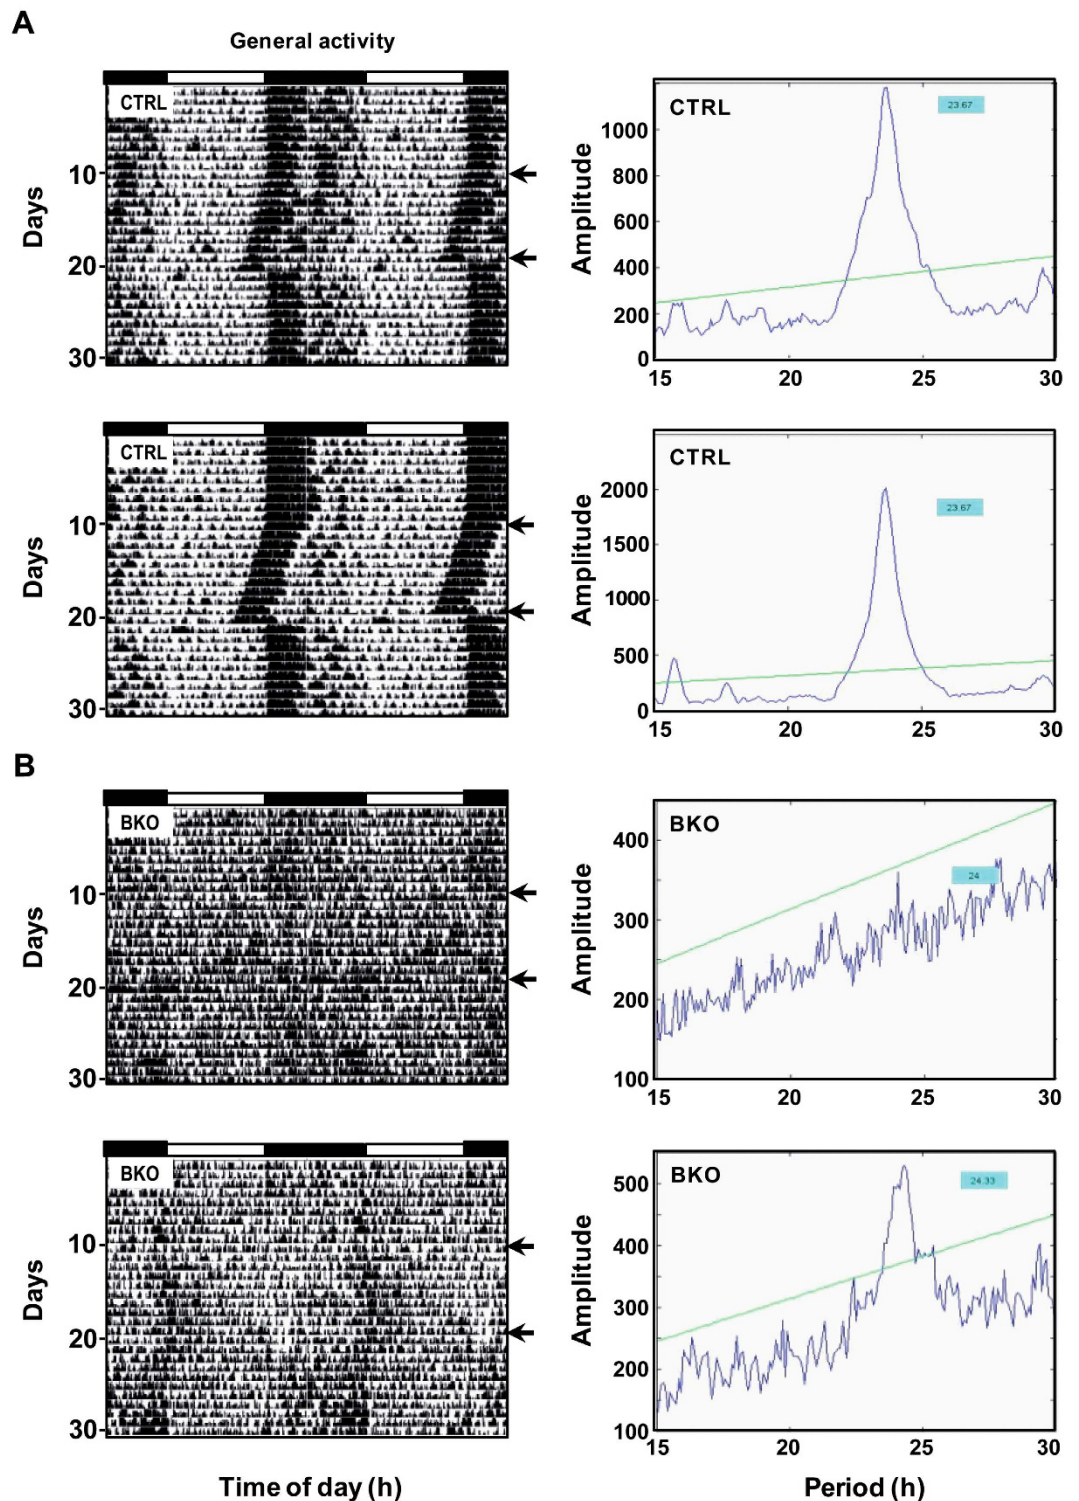 A
General activity
CTRL
Days
10
20
30
CTRL
23.67
Amplitude
1000
800
600
400
200
0
15
20
25
30
CTRL
Days
10
20
30
CTRL
23.67
Amplitude
2000
1500
1000
500
0
15
20
25
30
B
BKO
Days
10
20
30
BKO
24
Amplitude
400
300
200
100
15
20
25
30
BKO
Days
10
20
30
Time of day (h)
BKO
24.33
Amplitude
500
400
300
200
100
15
20
25
30
Period (h)